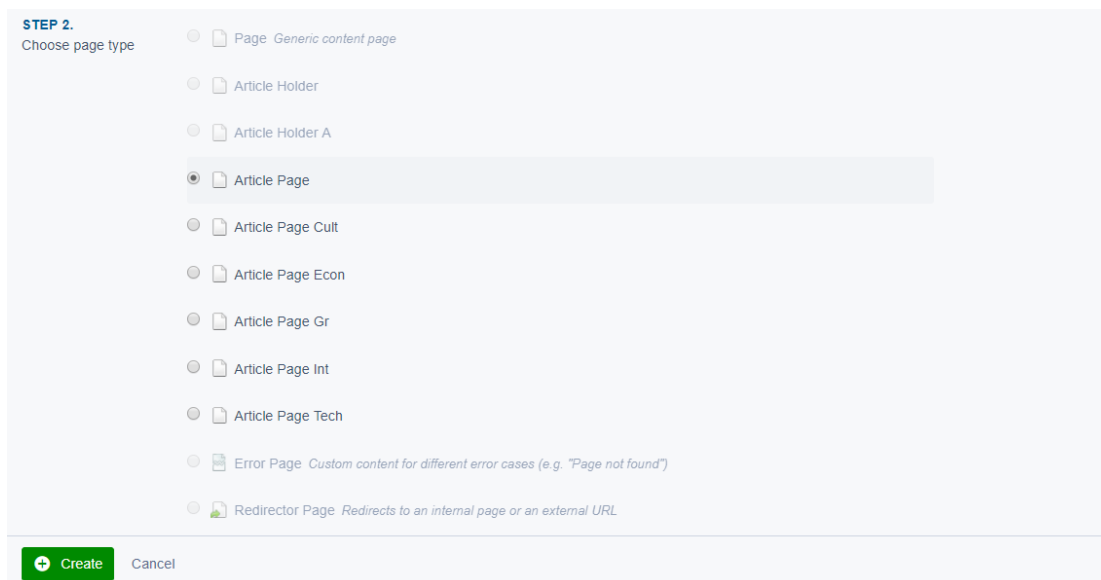 STEP 2.
Choose page type
Page Generic content page
Article Holder
Article Holder A
Article Page
Article Page Cult
Article Page Econ
Article Page Gr
Article Page Int
Article Page Tech
Error Page Custom content for different error cases (e.g. "Page not found")
Redirector Page Redirects to an internal page or an external URL
Create Cancel